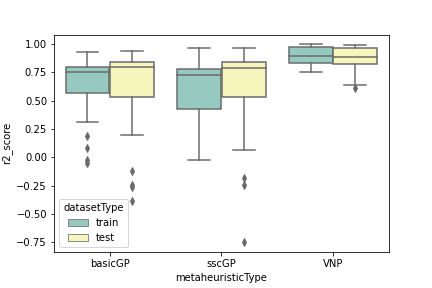 1.00
0.75
0.50
0.25
0.00
−0.25
−0.50
−0.75
r2_score
datasetType
train
test
basicGP sscGP VNP
metaheuristicType